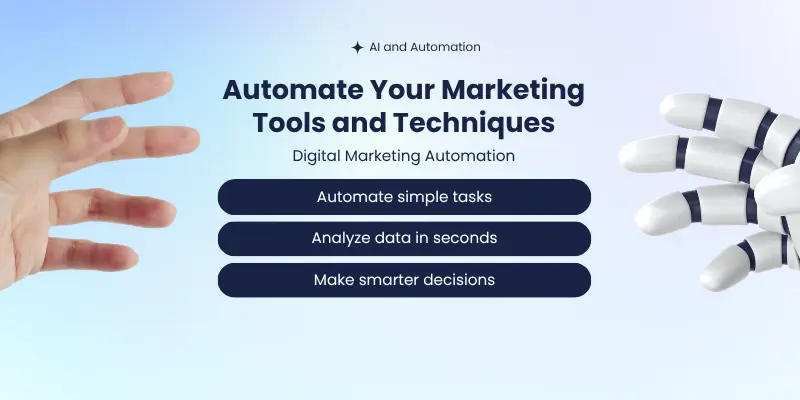 AI and Automation
Automate Your Marketing
Tools and Techniques
Digital Marketing Automation
Automate simple tasks
Analyze data in seconds
Make smarter decisions